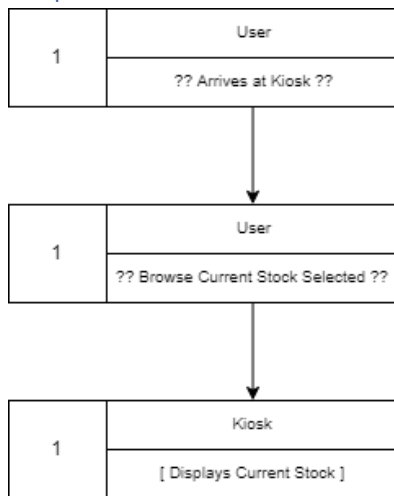 1
User
?? Arrives at Kiosk ??
1
User
?? Browse Current Stock Selected ??
1
Kiosk
[ Displays Current Stock ]